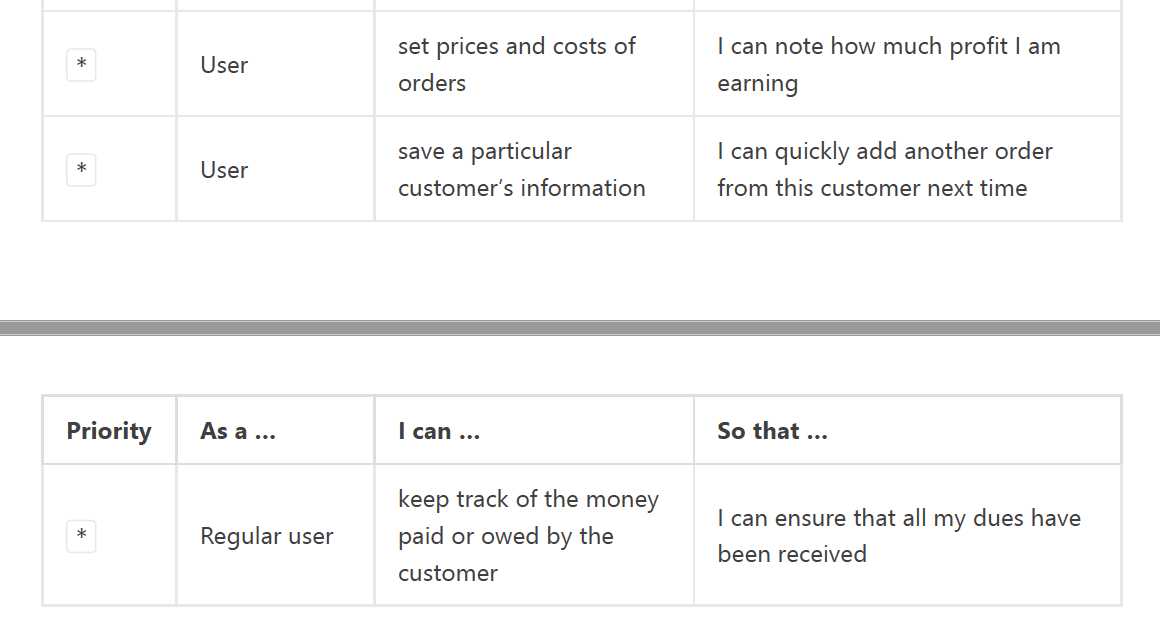 * User set prices and costs of orders I can note how much profit I am earning
* User save a particular customer’s information I can quickly add another order from this customer next time
Priority As a … I can … So that …
* Regular user keep track of the money paid or owed by the customer I can ensure that all my dues have been received